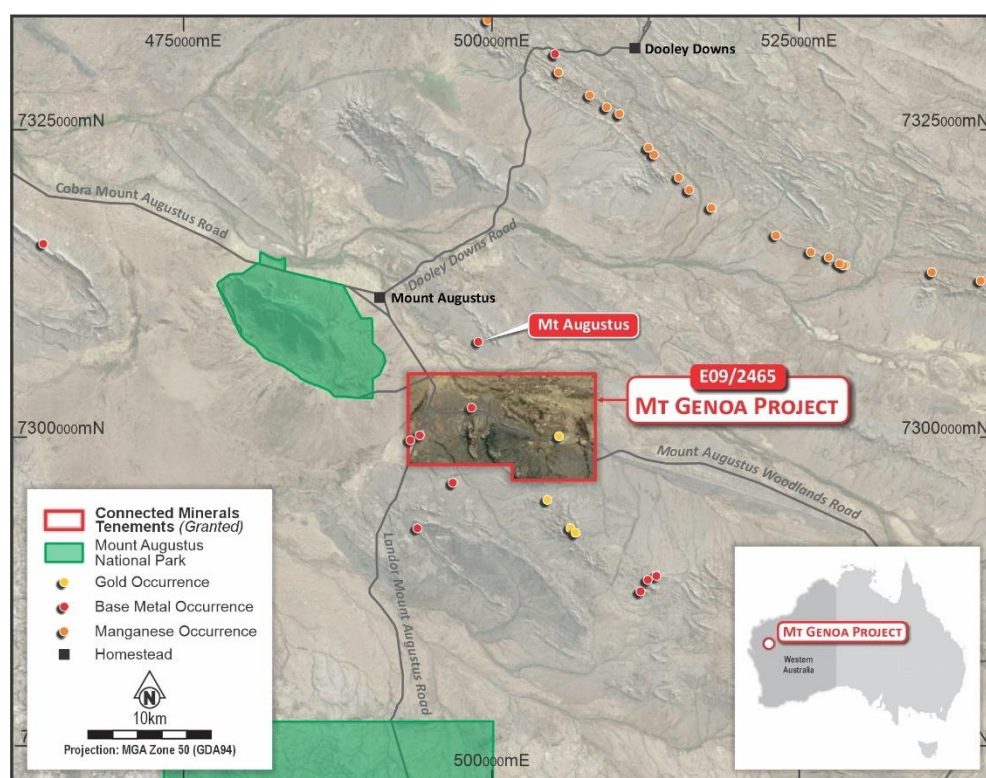 475000mE
500000mE
525000mE
Dooley Downs
7325000mN
7325000mN
Cobra Mount Augustus Road
Dooley Downs Road
Mount Augustus
Mt Augustus
E09/2465
MT GENOA PROJECT
7300000mN
7300000mN
Mount Augustus Woodlands Road
Landor Mount Augustus Road
Connected Minerals
Tenements (Granted)
Mount Augustus
National Park
Gold Occurrence
Base Metal Occurrence
Manganese Occurrence
Homestead
N
10km
Projection: MGA Zone 50 (GDA94)
500000mE
MT GENOA PROJECT
Western
Australia